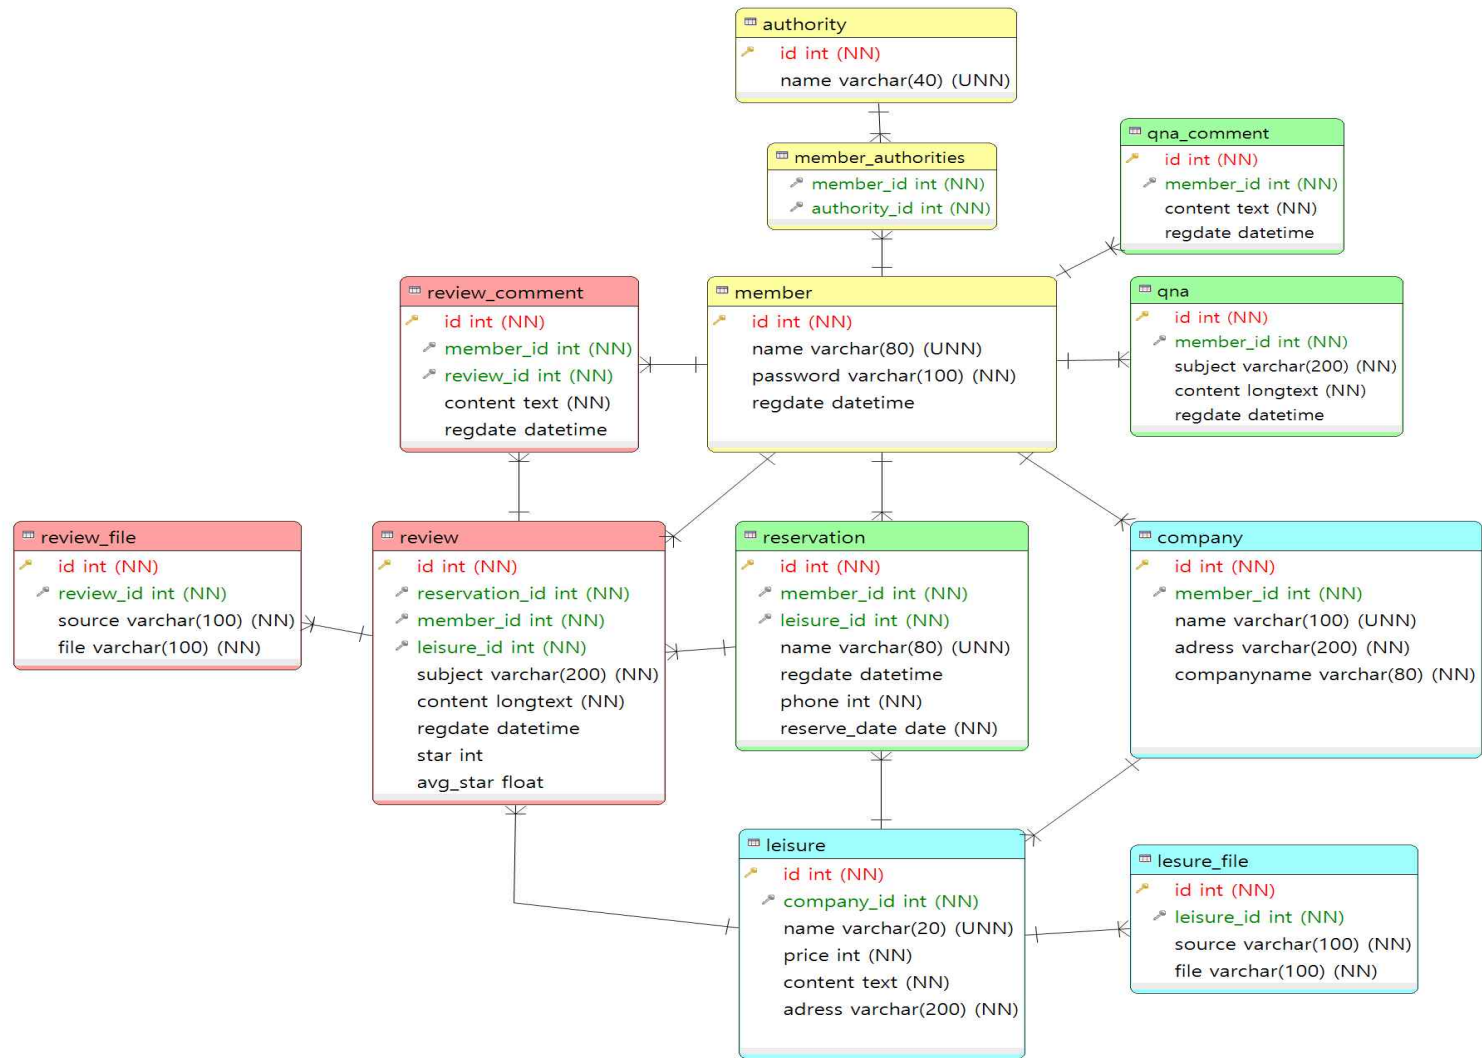 authority
id int (NN)
name varchar(40) (UNN)
member_authorities
member_id int (NN)
authority_id int (NN)
qna_comment
id int (NN)
member_id int (NN)
content text (NN)
regdate datetime
review_comment
id int (NN)
member_id int (NN)
review_id int (NN)
content text (NN)
regdate datetime
member
id int (NN)
name varchar(80) (UNN)
password varchar(100) (NN)
regdate datetime
qna
id int (NN)
member_id int (NN)
subject varchar(200) (NN)
content longtext (NN)
regdate datetime
review_file
id int (NN)
review_id int (NN)
source varchar(100) (NN)
file varchar(100) (NN)
review
id int (NN)
reservation_id int (NN)
member_id int (NN)
leisure_id int (NN)
subject varchar(200) (NN)
content longtext (NN)
regdate datetime
star int
avg_star float
reservation
id int (NN)
member_id int (NN)
leisure_id int (NN)
name varchar(80) (UNN)
regdate datetime
phone int (NN)
reserve_date date (NN)
company
id int (NN)
member_id int (NN)
name varchar(100) (UNN)
adress varchar(200) (NN)
companyname varchar(80) (NN)
leisure
id int (NN)
company_id int (NN)
name varchar(20) (UNN)
price int (NN)
content text (NN)
adress varchar(200) (NN)
lesure_file
id int (NN)
leisure_id int (NN)
source varchar(100) (NN)
file varchar(100) (NN)